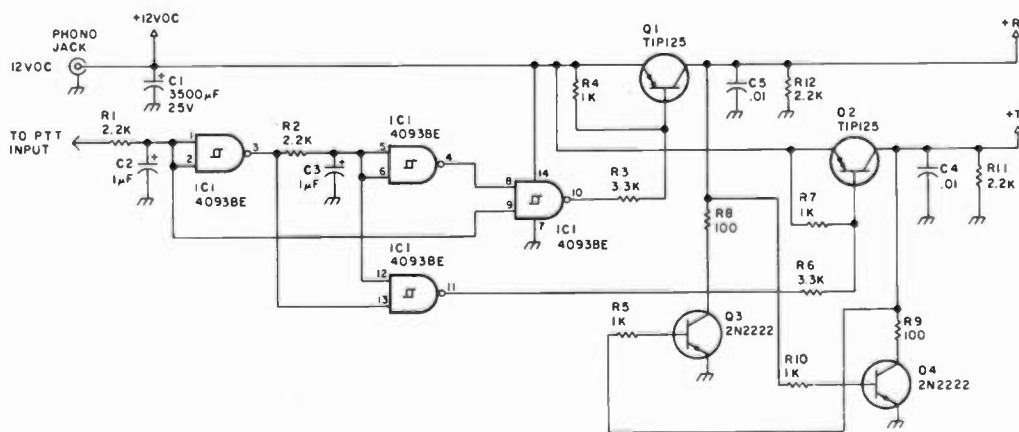 +12VDC
PHONO
JACK
12VDC
C1
3500µF
25V
+
TO PTT
INPUT
R1
2.2K
C2
1µF
+
1
2
3
IC1
4093BE
R2
2.2K
C3
1µF
+
IC1
4093BE
5
6
4
IC1
4093BE
12
13
11
8
9
14
10
7
IC1
4093BE
R3
3.3K
R4
1K
Q1
TIP125
C5
.01
R12
2.2K
+R
Q2
TIP125
+T
C4
.01
R11
2.2K
R7
1K
R6
3.3K
R8
100
R5
1K
Q3
2N2222
R10
1K
R9
100
Q4
2N2222